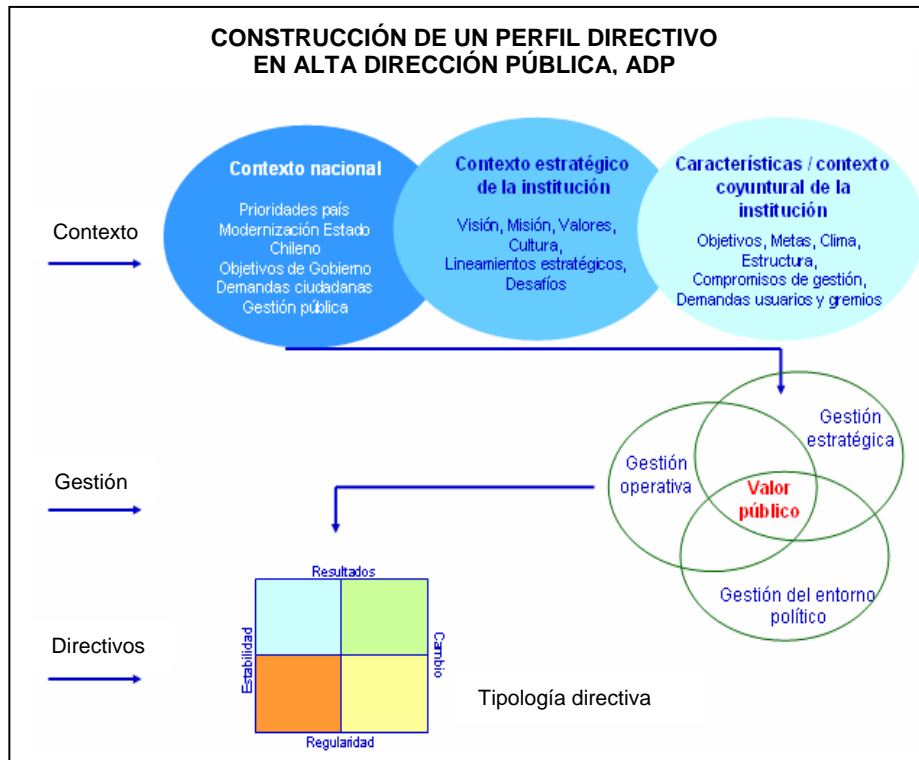 CONSTRUCCIÓN DE UN PERFIL DIRECTIVO
EN ALTA DIRECCIÓN PÚBLICA, ADP
Contexto
Contexto nacional
Prioridades país
Modernización Estado
Chileno
Objetivos de Gobierno
Demandas ciudadanas
Gestión pública
Contexto estratégico
de la institución
Visión, Misión, Valores,
Cultura,
Lineamientos estratégicos,
Desafíos
Características / contexto
coyuntural de la
institución
Objetivos, Metas, Clima,
Estructura,
Compromisos de gestión,
Demandas usuarios y gremios
Gestión
Gestión
operativa
Gestión
estratégica
Valor
público
Gestión del entorno
político
Directivos
Resultados
Estabilidad
Cambio
Regularidad
Tipología directiva